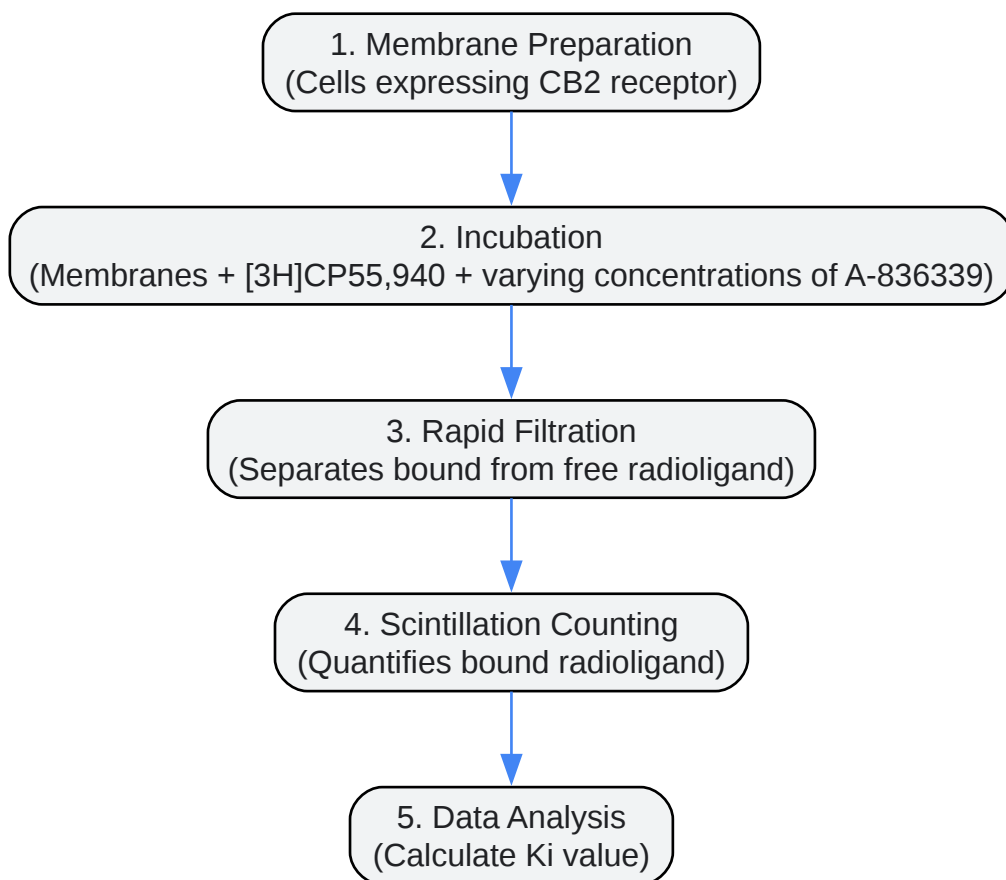 1. Membrane Preparation
(Cells expressing CB2 receptor)
2. Incubation
(Membranes + [3H]CP55,940 + varying concentrations of A-836339)
3. Rapid Filtration
(Separates bound from free radioligand)
4. Scintillation Counting
(Quantifies bound radioligand)
5. Data Analysis
(Calculate Ki value)